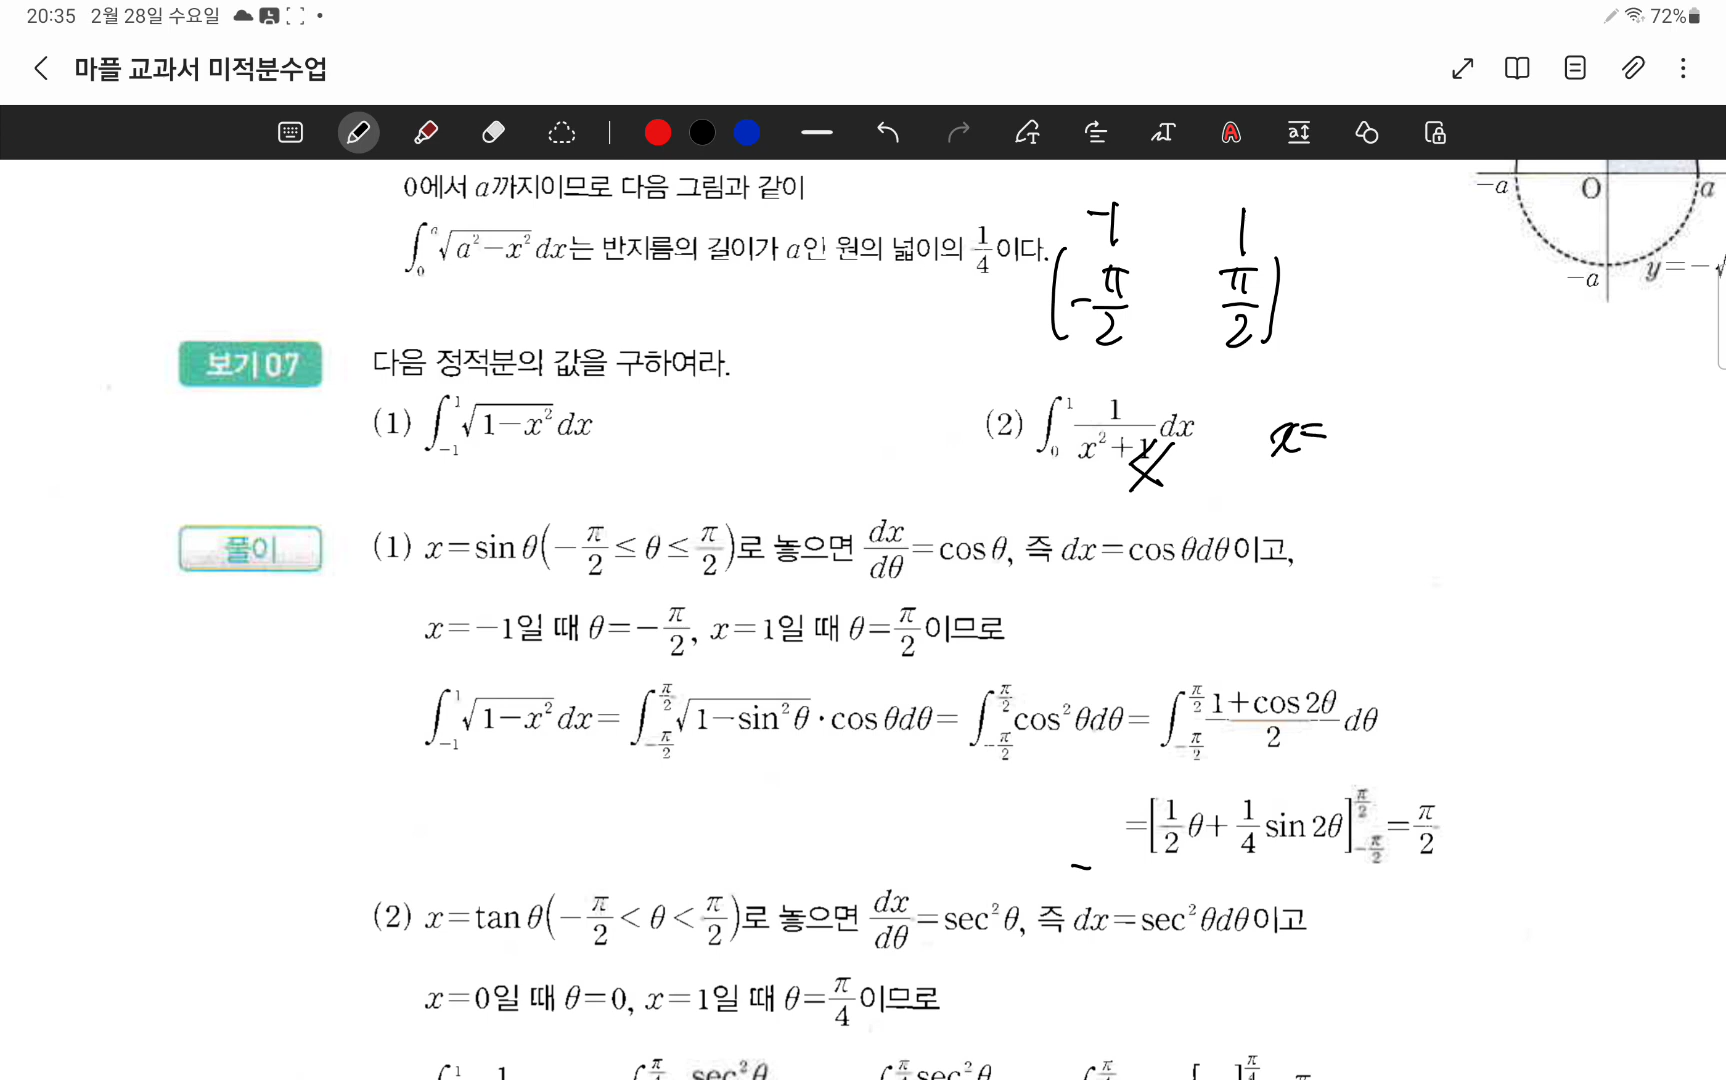 20:35 2월 28일 수요일 72%
마플 교과서 미적분수업
0에서 a까지이므로 다음 그림과 같이
∫₀ᵃ √(a²−x²) dx는 반지름의 길이가 a인 원의 넓이의 1/4이다.
-1 1
(-π/2 π/2)
−a O a
−a y=−√
보기 07 다음 정적분의 값을 구하여라.
(1) ∫₋₁¹ √(1−x²) dx (2) ∫₀¹ 1/(x²+1) dx x=
풀이 (1) x=sin θ(−π/2≤θ≤π/2)로 놓으면 dx/dθ=cos θ, 즉 dx=cos θdθ이고,
x=−1일 때 θ=−π/2, x=1일 때 θ=π/2이므로
∫₋₁¹ √(1−x²) dx=∫_{−π/2}^{π/2} √(1−sin²θ)·cos θdθ=∫_{−π/2}^{π/2} cos²θdθ=∫_{−π/2}^{π/2} (1+cos 2θ)/2 dθ
=[1/2 θ+1/4 sin 2θ]_{−π/2}^{π/2}=π/2
(2) x=tan θ(−π/2<θ<π/2)로 놓으면 dx/dθ=sec²θ, 즉 dx=sec²θdθ이고
x=0일 때 θ=0, x=1일 때 θ=π/4이므로